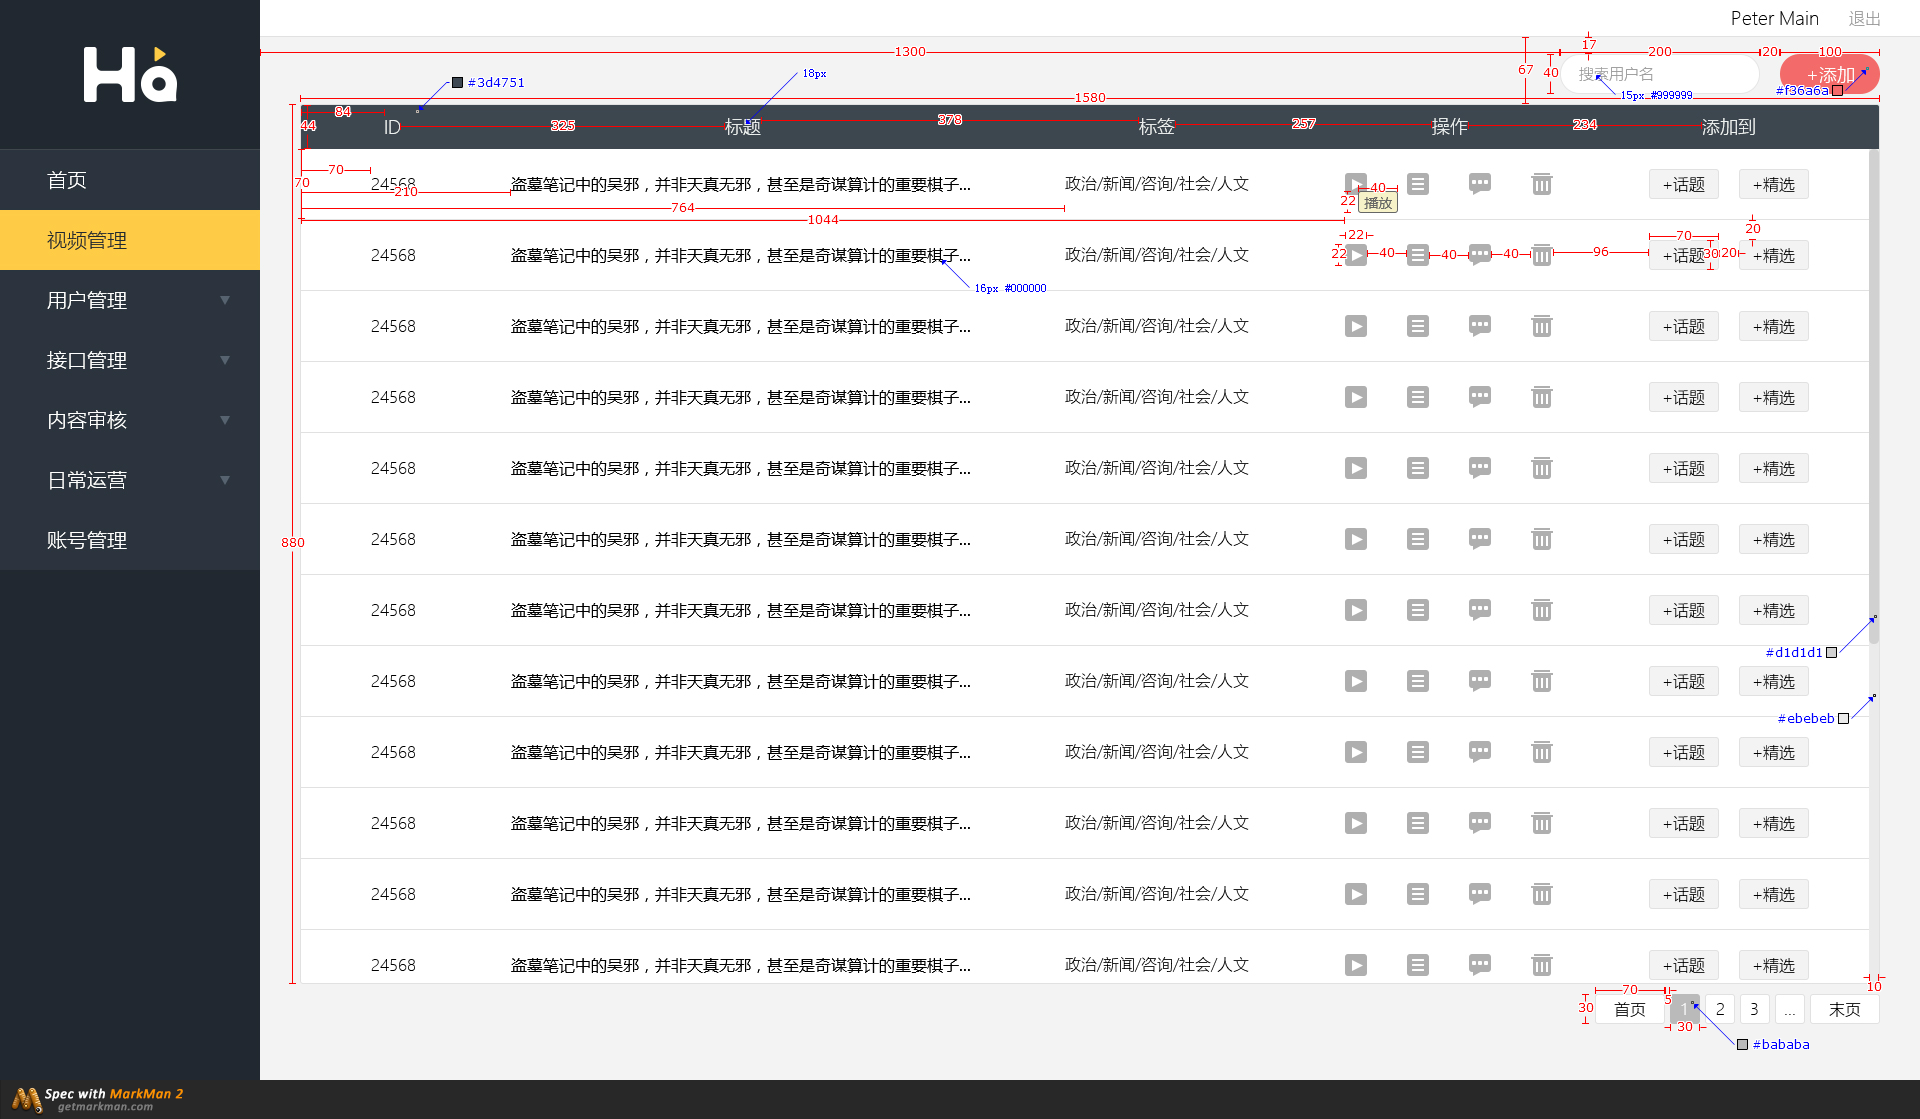 Peter Main 退出
1300 17 200 20 100
67 40 搜索用户名 +添加
#3d4751 18px #f36a6a
15px #999999
1580
84
44 ID 325 标题 378 标签 257 操作 234 添加到
首页
视频管理
用户管理
接口管理
内容审核
日常运营
账号管理
70
70 24568 盗墓笔记中的吴邪，并非天真无邪，甚至是奇谋算计的重要棋子... 政治/新闻/咨询/社会/人文 40 +话题 +精选
210
22 播放
764
1044
22 70 20
24568 盗墓笔记中的吴邪，并非天真无邪，甚至是奇谋算计的重要棋子... 政治/新闻/咨询/社会/人文 22 40 40 40 96 +话题 30 20 +精选
16px #000000
24568 盗墓笔记中的吴邪，并非天真无邪，甚至是奇谋算计的重要棋子... 政治/新闻/咨询/社会/人文 +话题 +精选
24568 盗墓笔记中的吴邪，并非天真无邪，甚至是奇谋算计的重要棋子... 政治/新闻/咨询/社会/人文 +话题 +精选
24568 盗墓笔记中的吴邪，并非天真无邪，甚至是奇谋算计的重要棋子... 政治/新闻/咨询/社会/人文 +话题 +精选
880 24568 盗墓笔记中的吴邪，并非天真无邪，甚至是奇谋算计的重要棋子... 政治/新闻/咨询/社会/人文 +话题 +精选
24568 盗墓笔记中的吴邪，并非天真无邪，甚至是奇谋算计的重要棋子... 政治/新闻/咨询/社会/人文 +话题 +精选
#d1d1d1
24568 盗墓笔记中的吴邪，并非天真无邪，甚至是奇谋算计的重要棋子... 政治/新闻/咨询/社会/人文 +话题 +精选
#ebebeb
24568 盗墓笔记中的吴邪，并非天真无邪，甚至是奇谋算计的重要棋子... 政治/新闻/咨询/社会/人文 +话题 +精选
24568 盗墓笔记中的吴邪，并非天真无邪，甚至是奇谋算计的重要棋子... 政治/新闻/咨询/社会/人文 +话题 +精选
24568 盗墓笔记中的吴邪，并非天真无邪，甚至是奇谋算计的重要棋子... 政治/新闻/咨询/社会/人文 +话题 +精选
24568 盗墓笔记中的吴邪，并非天真无邪，甚至是奇谋算计的重要棋子... 政治/新闻/咨询/社会/人文 +话题 +精选
70 5 10
30 首页 1 2 3 ... 末页
30
#bababa
Spec with MarkMan 2
getmarkman.com
Ha